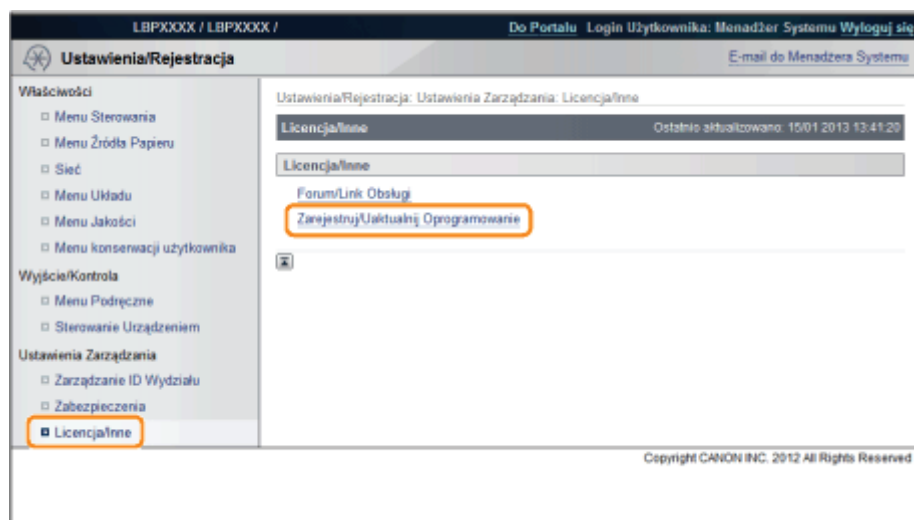 LBPXXXX / LBPXXXX /
Do Portalu Login Użytkownika: Menadżer Systemu Wyloguj się
Ustawienia/Rejestracja
E-mail do Menadżera Systemu
Właściwości
Menu Sterowania
Menu Źródła Papieru
Sieć
Menu Układu
Menu Jakości
Menu konserwacji użytkownika
Wyjście/Kontrola
Menu Podręczne
Sterowanie Urządzeniem
Ustawienia Zarządzania
Zarządzanie ID Wydziału
Zabezpieczenia
Licencja/Inne
Ustawienia/Rejestracja: Ustawienia Zarządzania: Licencja/Inne
Licencja/Inne
Ostatnio aktualizowano: 15/01 2013 13:41:20
Licencja/Inne
Forum/Link Obsługi
Zarejestruj/Uaktualnij Oprogramowanie
Copyright CANON INC. 2012 All Rights Reserved